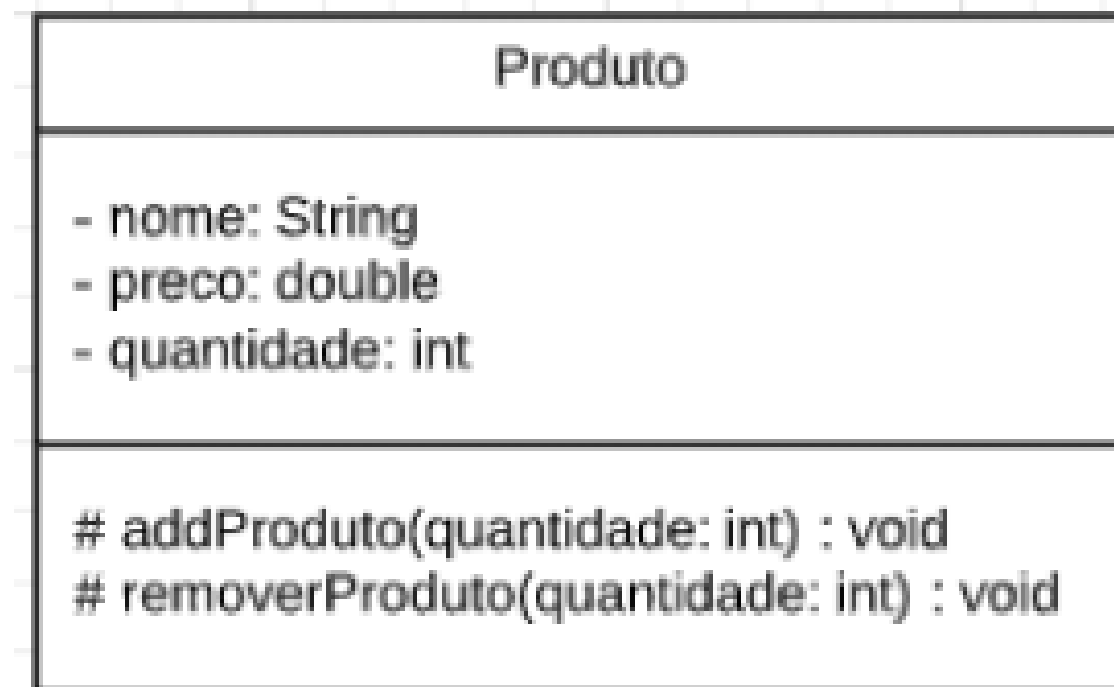 Produto
- nome: String
- preco: double
- quantidade: int
# addProduto(quantidade: int) : void
# removerProduto(quantidade: int) : void